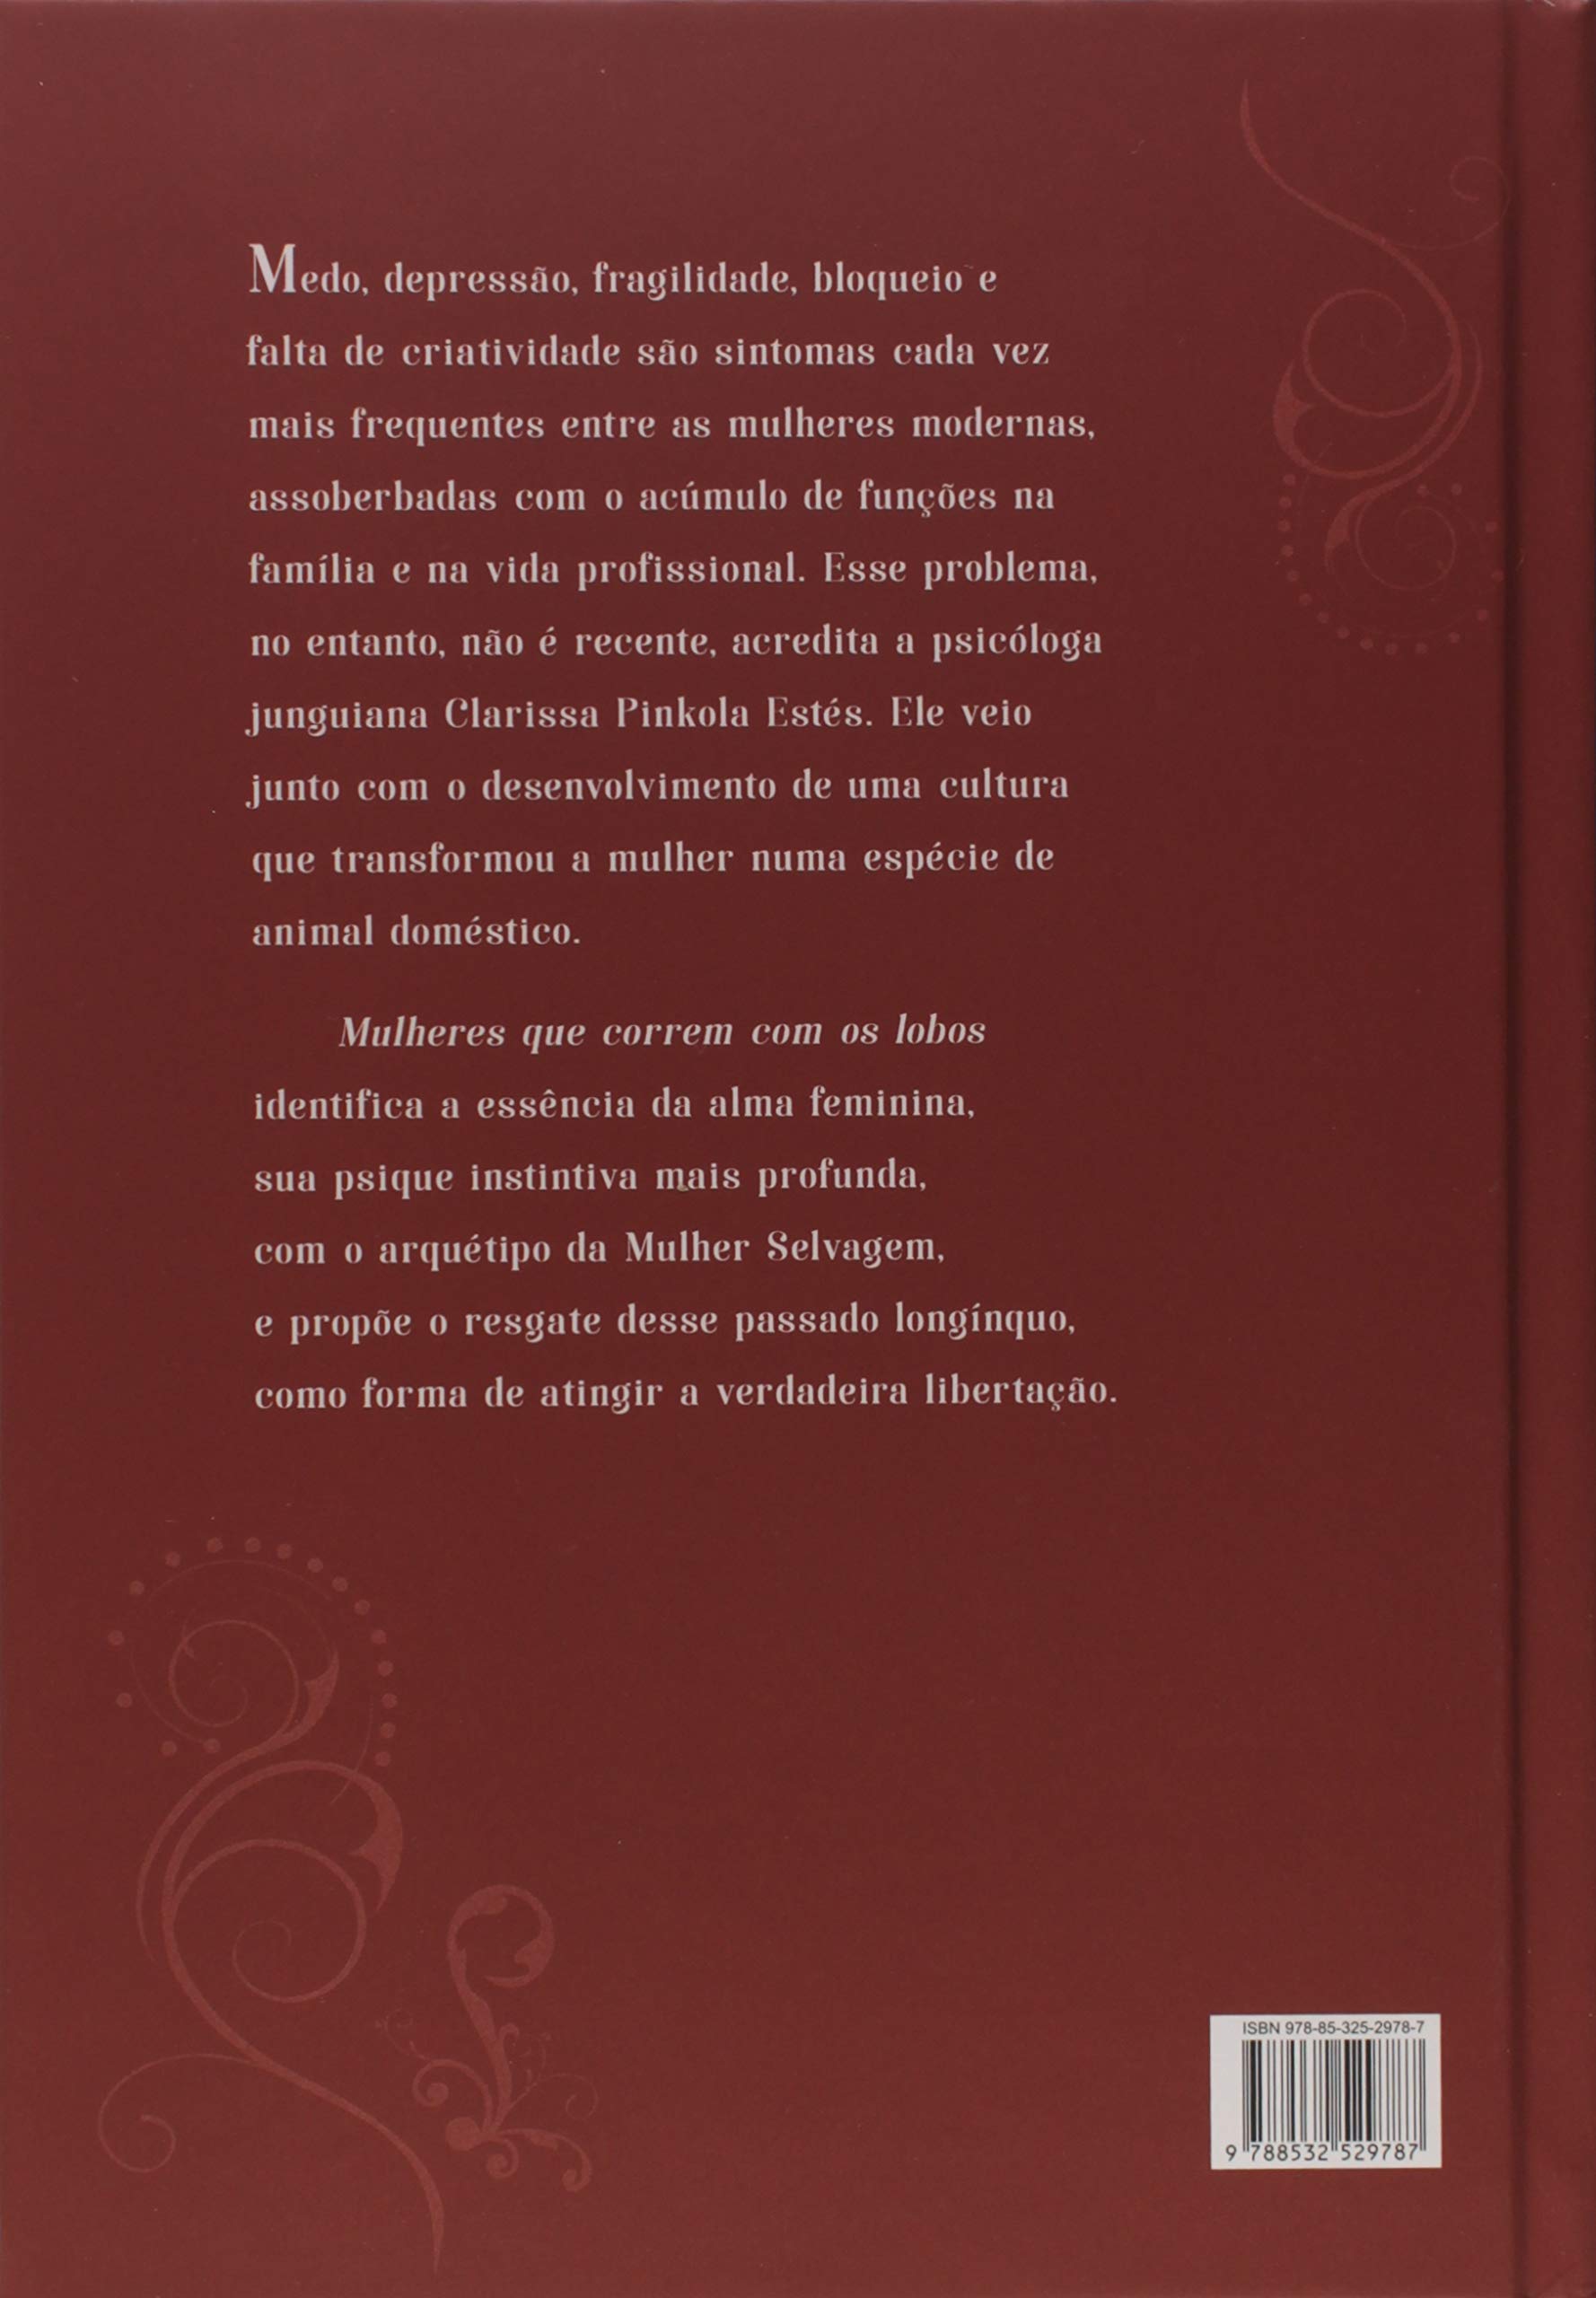 Medo, depressão, fragilidade, bloqueio e
falta de criatividade são sintomas cada vez
mais frequentes entre as mulheres modernas,
assoberbadas com o acúmulo de funções na
família e na vida profissional. Esse problema,
no entanto, não é recente, acredita a psicóloga
junguiana Clarissa Pinkola Estés. Ele veio
junto com o desenvolvimento de uma cultura
que transformou a mulher numa espécie de
animal doméstico.
Mulheres que correm com os lobos
identifica a essência da alma feminina,
sua psique instintiva mais profunda,
com o arquétipo da Mulher Selvagem,
e propõe o resgate desse passado longínquo,
como forma de atingir a verdadeira libertação.
ISBN 978-85-325-2978-7
9 788532 529787